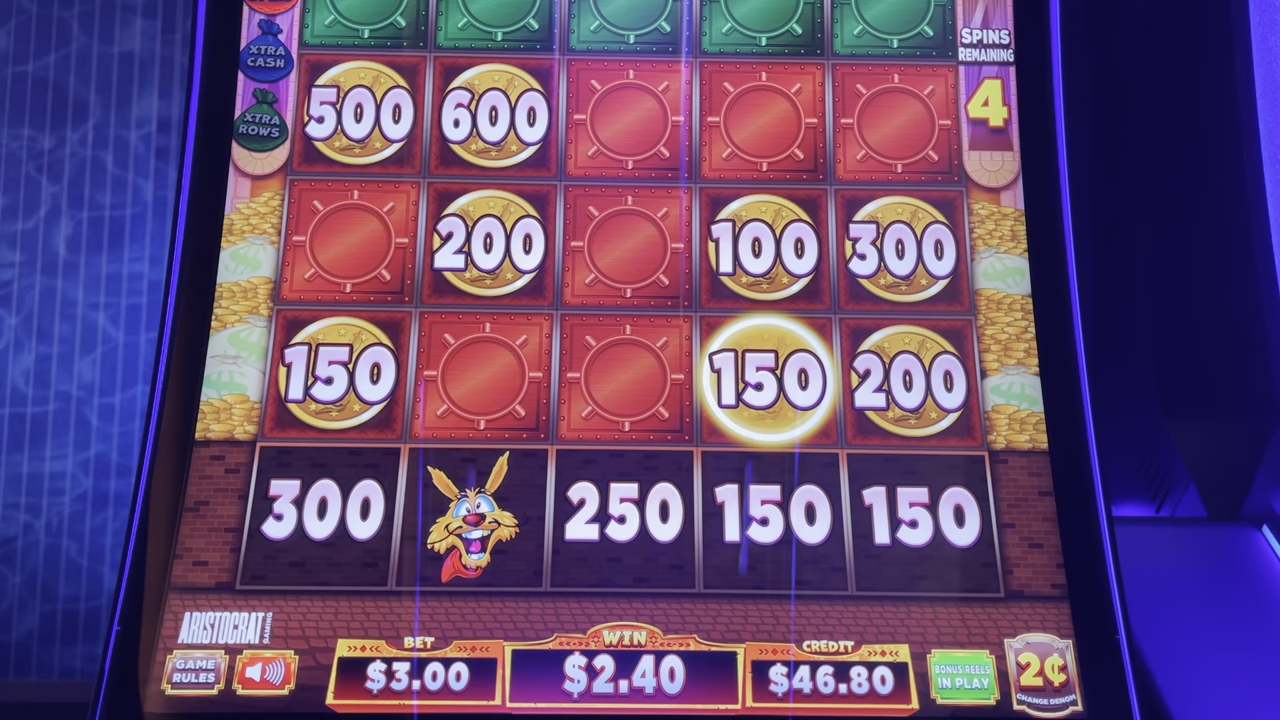 XTRA
CASH
XTRA
ROWS
SPINS
REMAINING
4
500 600
200 100 300
150 150 200
300 250 150 150
ARISTOCRAT
GAMING
GAME
RULES
BET
$3.00
WIN
$2.40
CREDIT
$46.80
BONUS REELS
IN PLAY
2¢
CHANGE DENOM